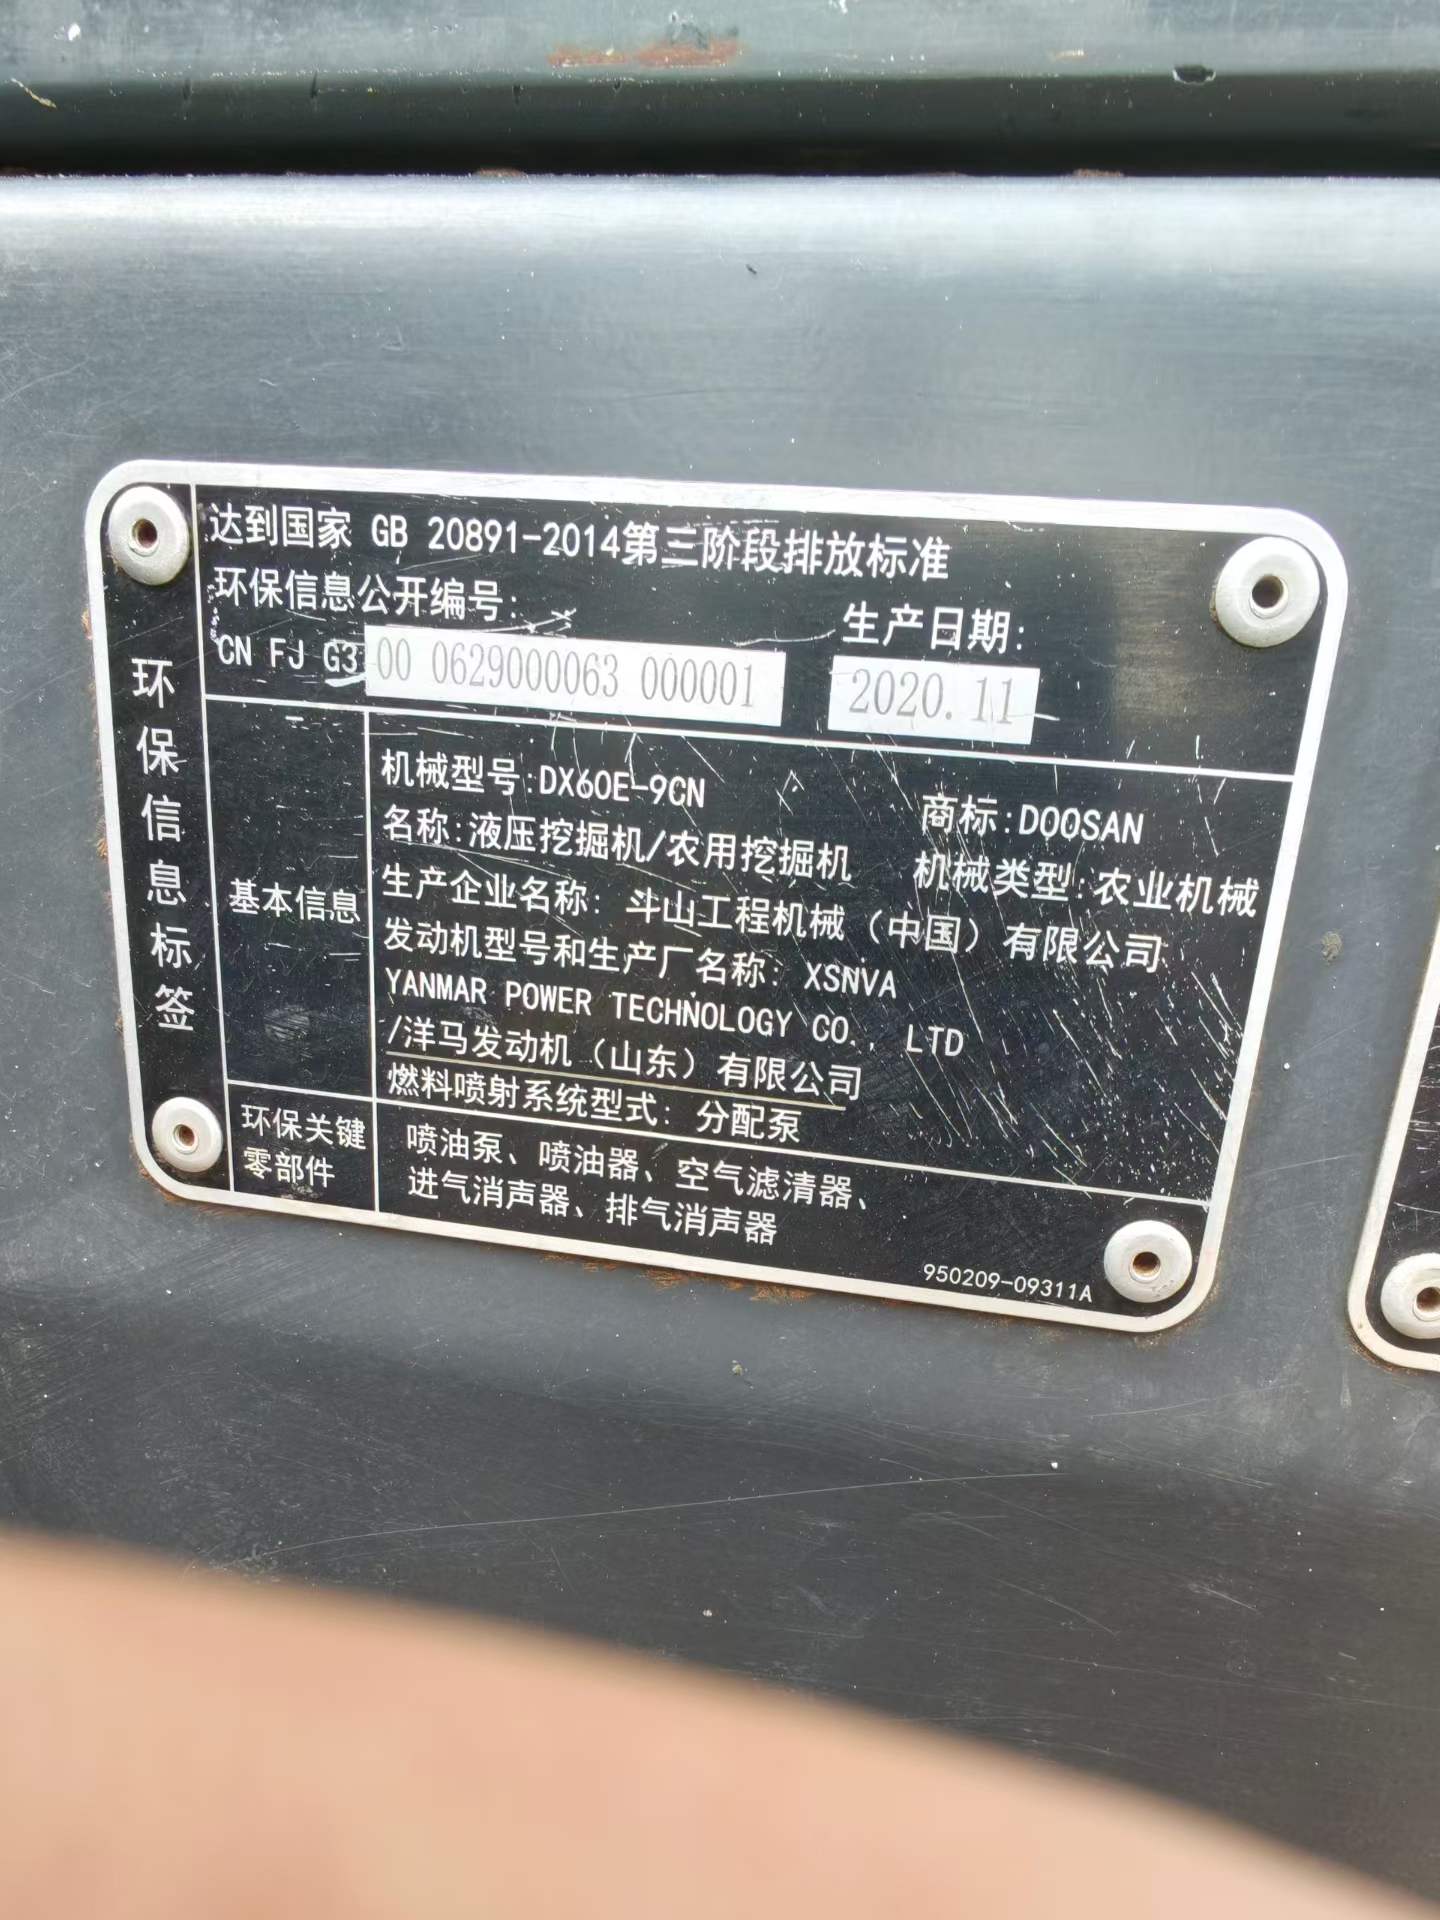 达到国家 GB 20891-2014第三阶段排放标准
环保信息公开编号:
生产日期:
CN FJ G3 00 0629000063 000001
2020.11
环保信息标签
基本信息
机械型号:DX60E-9CN
商标:DOOSAN
名称:液压挖掘机/农用挖掘机
机械类型:农业机械
生产企业名称: 斗山工程机械（中国）有限公司
发动机型号和生产厂名称: XSNVA
YANMAR POWER TECHNOLOGY CO., LTD
/洋马发动机（山东）有限公司
燃料喷射系统型式: 分配泵
环保关键
零部件
喷油泵、喷油器、空气滤清器、
进气消声器、排气消声器
950209-09311A